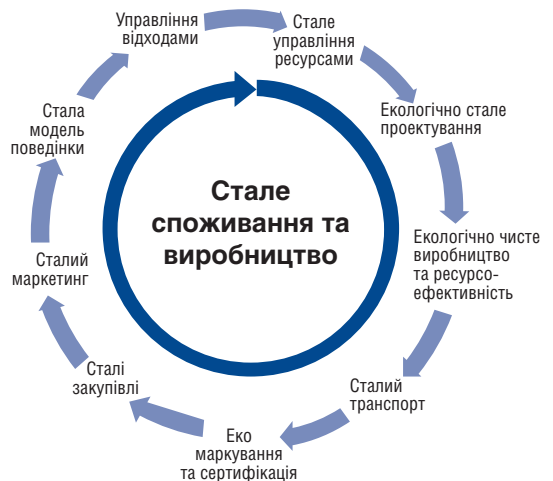 Управління
відходами
Стале
управління
ресурсами
Екологічно стале
проектування
Екологічно чисте
виробництво
та ресурсо-
ефективність
Сталий
транспорт
Еко
маркування
та сертифікація
Сталі
закупівлі
Сталий
маркетинг
Стала
модель
поведінки
Стале
споживання та
виробництво